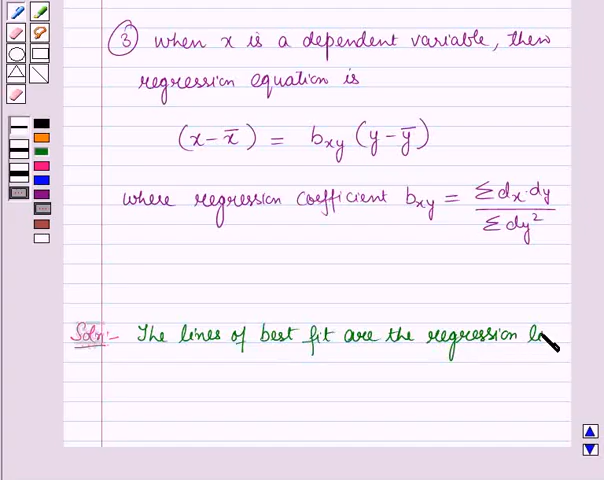 ③ when x is a dependent variable, then
regression equation is
(x - x̄) = bxy (y - ȳ)
where regression coefficient bxy = Σdx·dy / Σdy²
Soln:- The lines of best fit are the regression